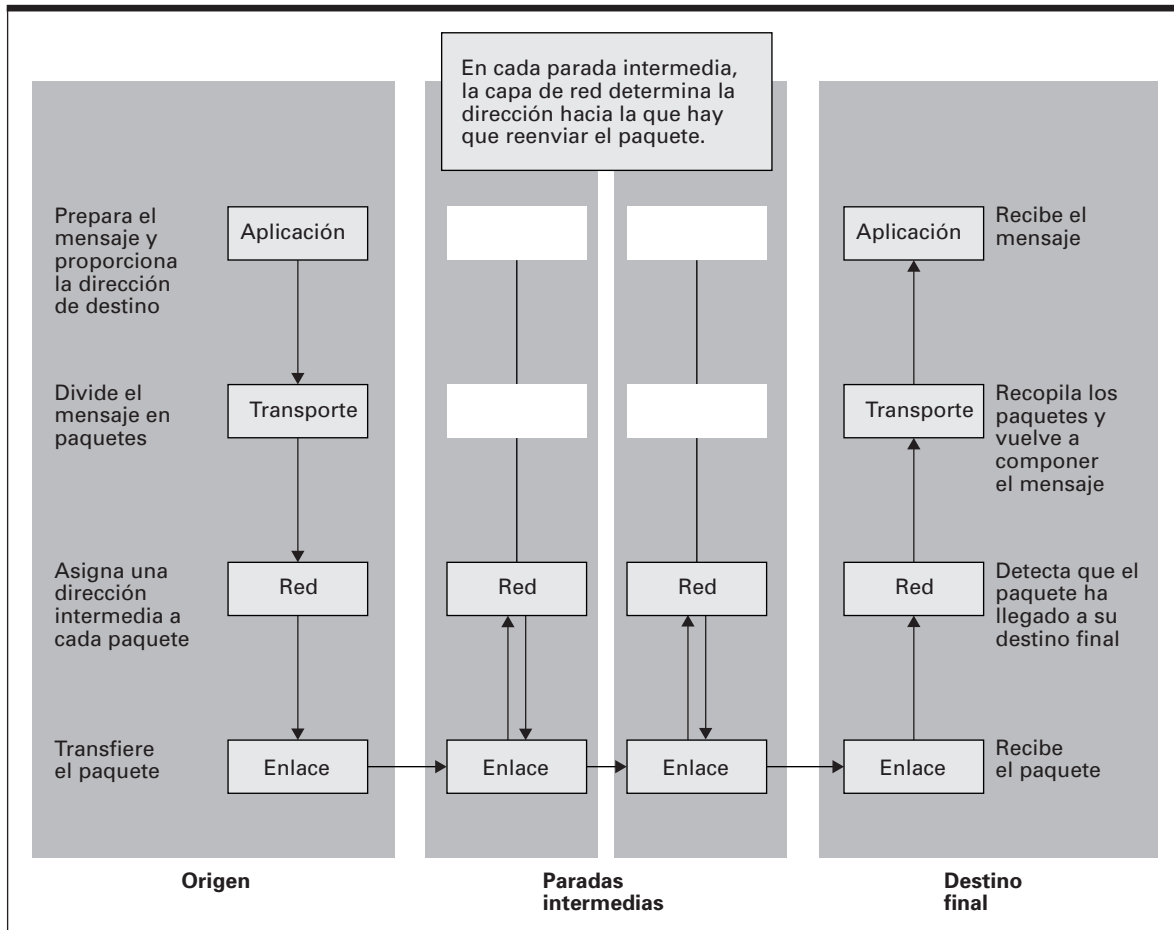 En cada parada intermedia,
la capa de red determina la
dirección hacia la que hay
que reenviar el paquete.
Prepara el
mensaje y
proporciona
la dirección
de destino
Aplicación
Aplicación
Recibe el
mensaje
Divide el
mensaje en
paquetes
Transporte
Transporte
Recopila los
paquetes y
vuelve a
componer
el mensaje
Asigna una
dirección
intermedia a
cada paquete
Red
Red
Red
Red
Detecta que el
paquete ha
llegado a su
destino final
Transfiere
el paquete
Enlace
Enlace
Enlace
Enlace
Recibe
el paquete
Origen
Paradas
intermedias
Destino
final